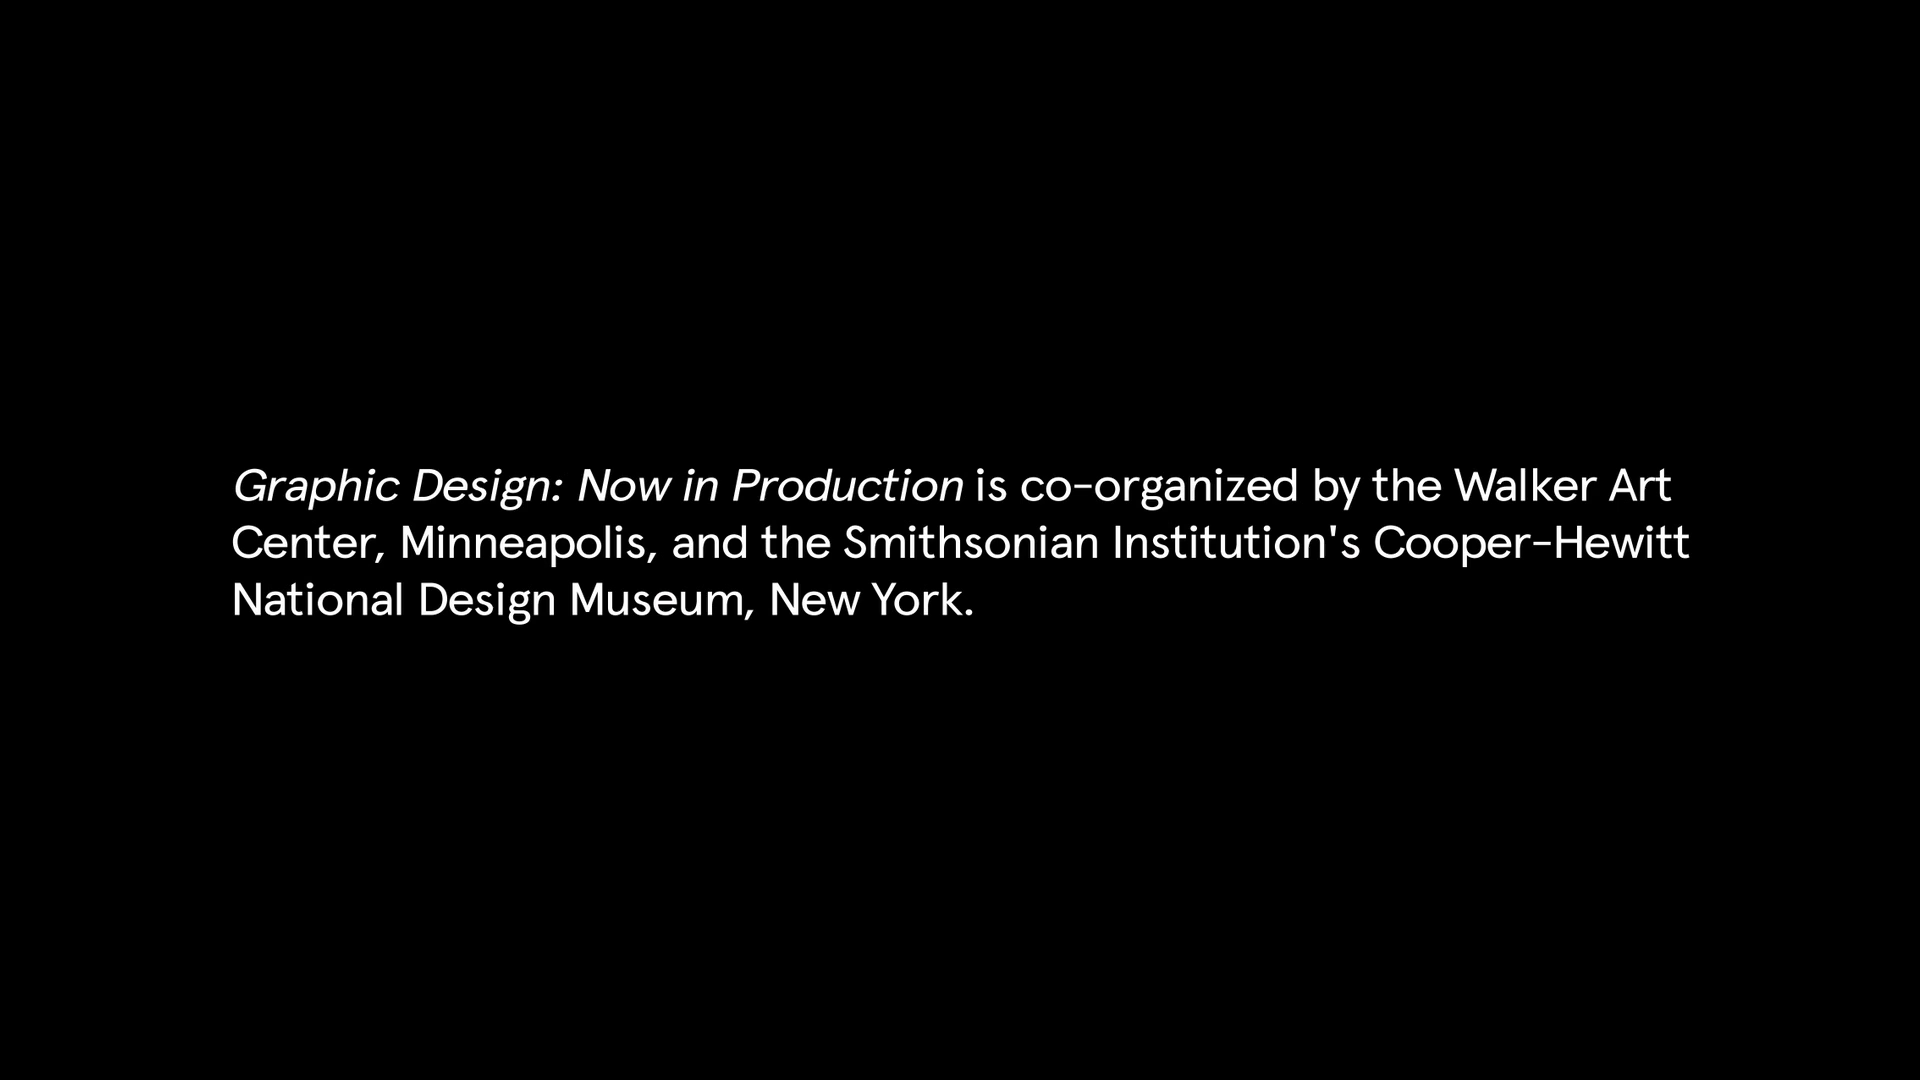 Graphic Design: Now in Production is co-organized by the Walker Art
Center, Minneapolis, and the Smithsonian Institution's Cooper-Hewitt
National Design Museum, New York.